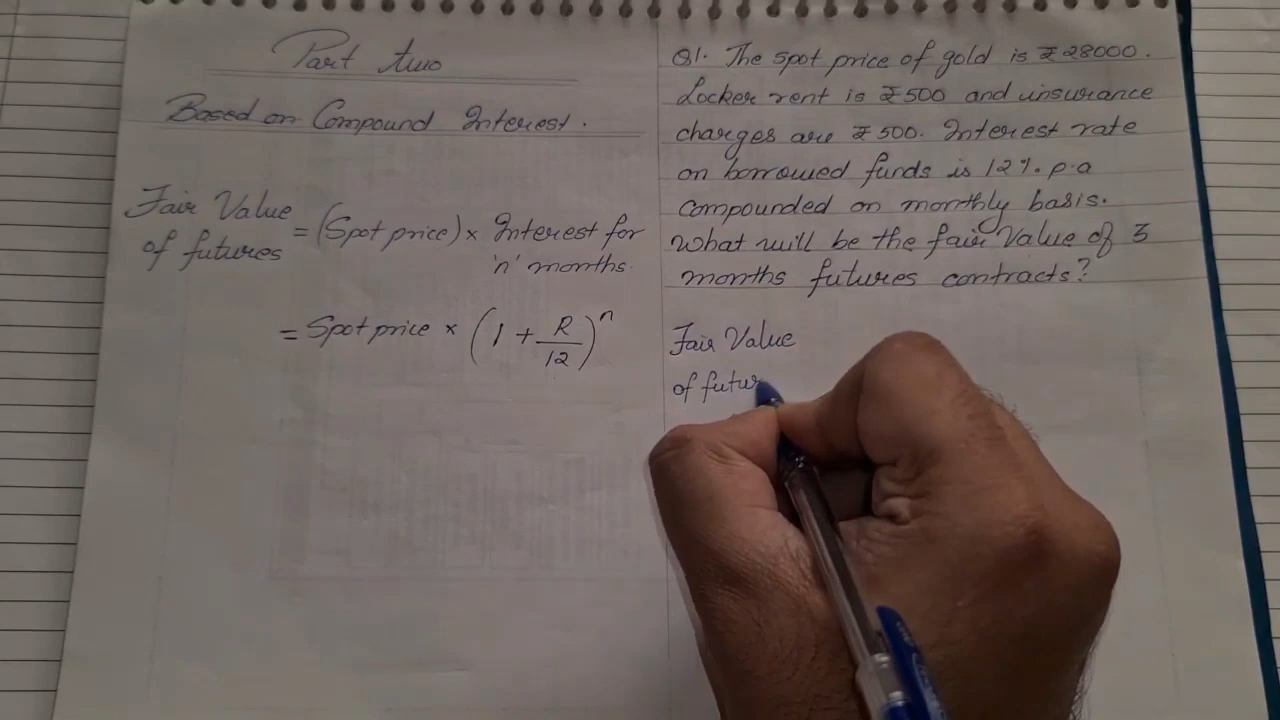 Part two
Based on Compound Interest.
Fair Value
of futures
= (Spot price) × Interest for
'n' months.
= Spot price × (1 + R/12)^n
Q1. The spot price of gold is ₹28000.
Locker rent is ₹500 and insurance
charges are ₹500. Interest rate
on borrowed funds is 12%. p.a
compounded on monthly basis.
What will be the fair Value of 3
months futures contracts?
Fair Value
of futur